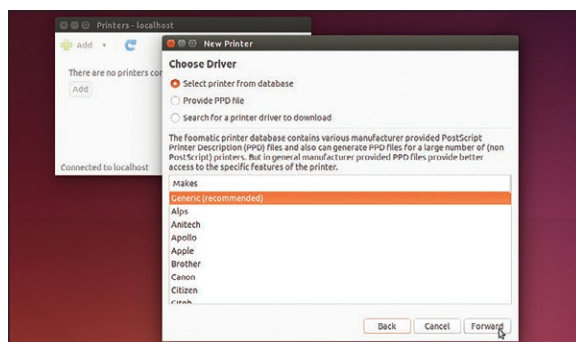 Printers - localhost
Add
There are no printers cor
Add
Connected to localhost
New Printer
Choose Driver
Select printer from database
Provide PPD file
Search for a printer driver to download
The foomatic printer database contains various manufacturer provided PostScript
Printer Description (PPD) files and also can generate PPD files for a large number of (non
PostScript) printers. But in general manufacturer provided PPD files provide better
access to the specific features of the printer.
Makes
Generic (recommended)
Alps
Anitech
Apollo
Apple
Brother
Canon
Citizen
Citoh
Back Cancel Forward